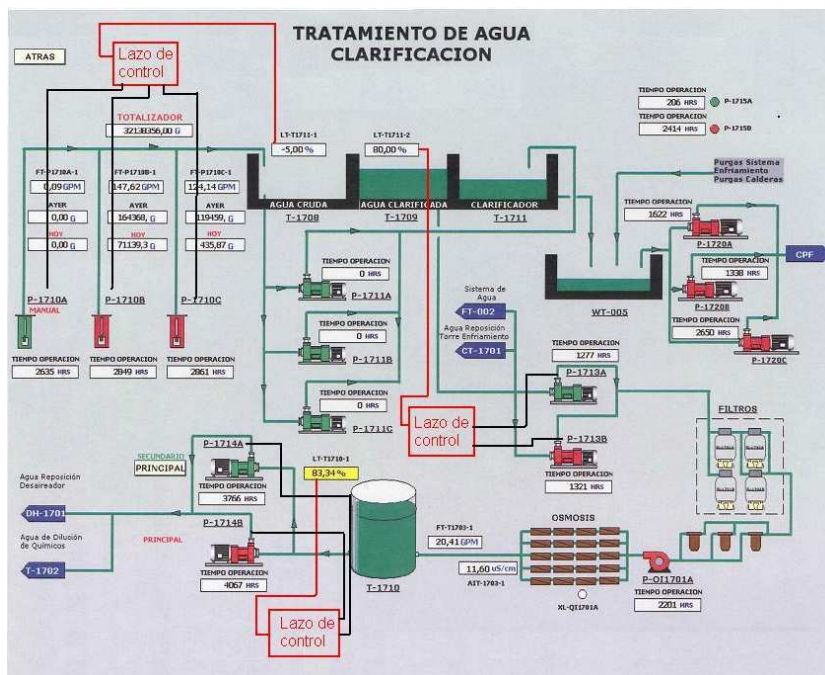 TRATAMIENTO DE AGUA
CLARIFICACION
ATRAS
Lazo de
control
TOTALIZADOR
32138356,00 G
TIEMPO OPERACION
206 HRS
P-1715A
TIEMPO OPERACION
2414 HRS
P-1715B
LT-T1711-1
-5,00 %
LT-T1711-2
80,00 %
FT-P1710A-1
0,09 GPM
AYER
0,00 G
HOY
0,00 G
FT-P1710B-1
147,62 GPM
AYER
164368, G
HOY
71139,3 G
FT-P1710C-1
124,14 GPM
AYER
119459, G
HOY
435,87 G
AGUA CRUDA
T-1708
AGUA CLARIFICADA
T-1709
CLARIFICADOR
T-1711
Purgas Sistema
Enfriamiento
Purgas Calderos
TIEMPO OPERACION
1622 HRS
P-1720A
TIEMPO OPERACION
1338 HRS
P-1720B
TIEMPO OPERACION
2650 HRS
P-1720C
CPF
WT-005
P-1710A
MANUAL
P-1710B
P-1710C
TIEMPO OPERACION
2635 HRS
TIEMPO OPERACION
2849 HRS
TIEMPO OPERACION
2861 HRS
TIEMPO OPERACION
0 HRS
P-1711A
TIEMPO OPERACION
0 HRS
P-1711B
TIEMPO OPERACION
0 HRS
P-1711C
Sistema de
Agua
FT-002
Agua Reposición
Torre Enfriamiento
CT-1701
TIEMPO OPERACION
1277 HRS
P-1713A
Lazo de
control
P-1713B
TIEMPO OPERACION
1321 HRS
FILTROS
P-1714A
SECUNDARIO
PRINCIPAL
TIEMPO OPERACION
3766 HRS
LT-T1710-1
83,34 %
Agua Reposición
Desaireador
DH-1701
P-1714B
PRINCIPAL
Agua de Dilución
de Químicos
T-1702
TIEMPO OPERACION
4067 HRS
T-1710
Lazo de
control
FT-T1703-1
20,41 GPM
11,60 uS/cm
AIT-1703-1
OSMOSIS
XL-QI1701A
P-OI1701A
TIEMPO OPERACION
2201 HRS